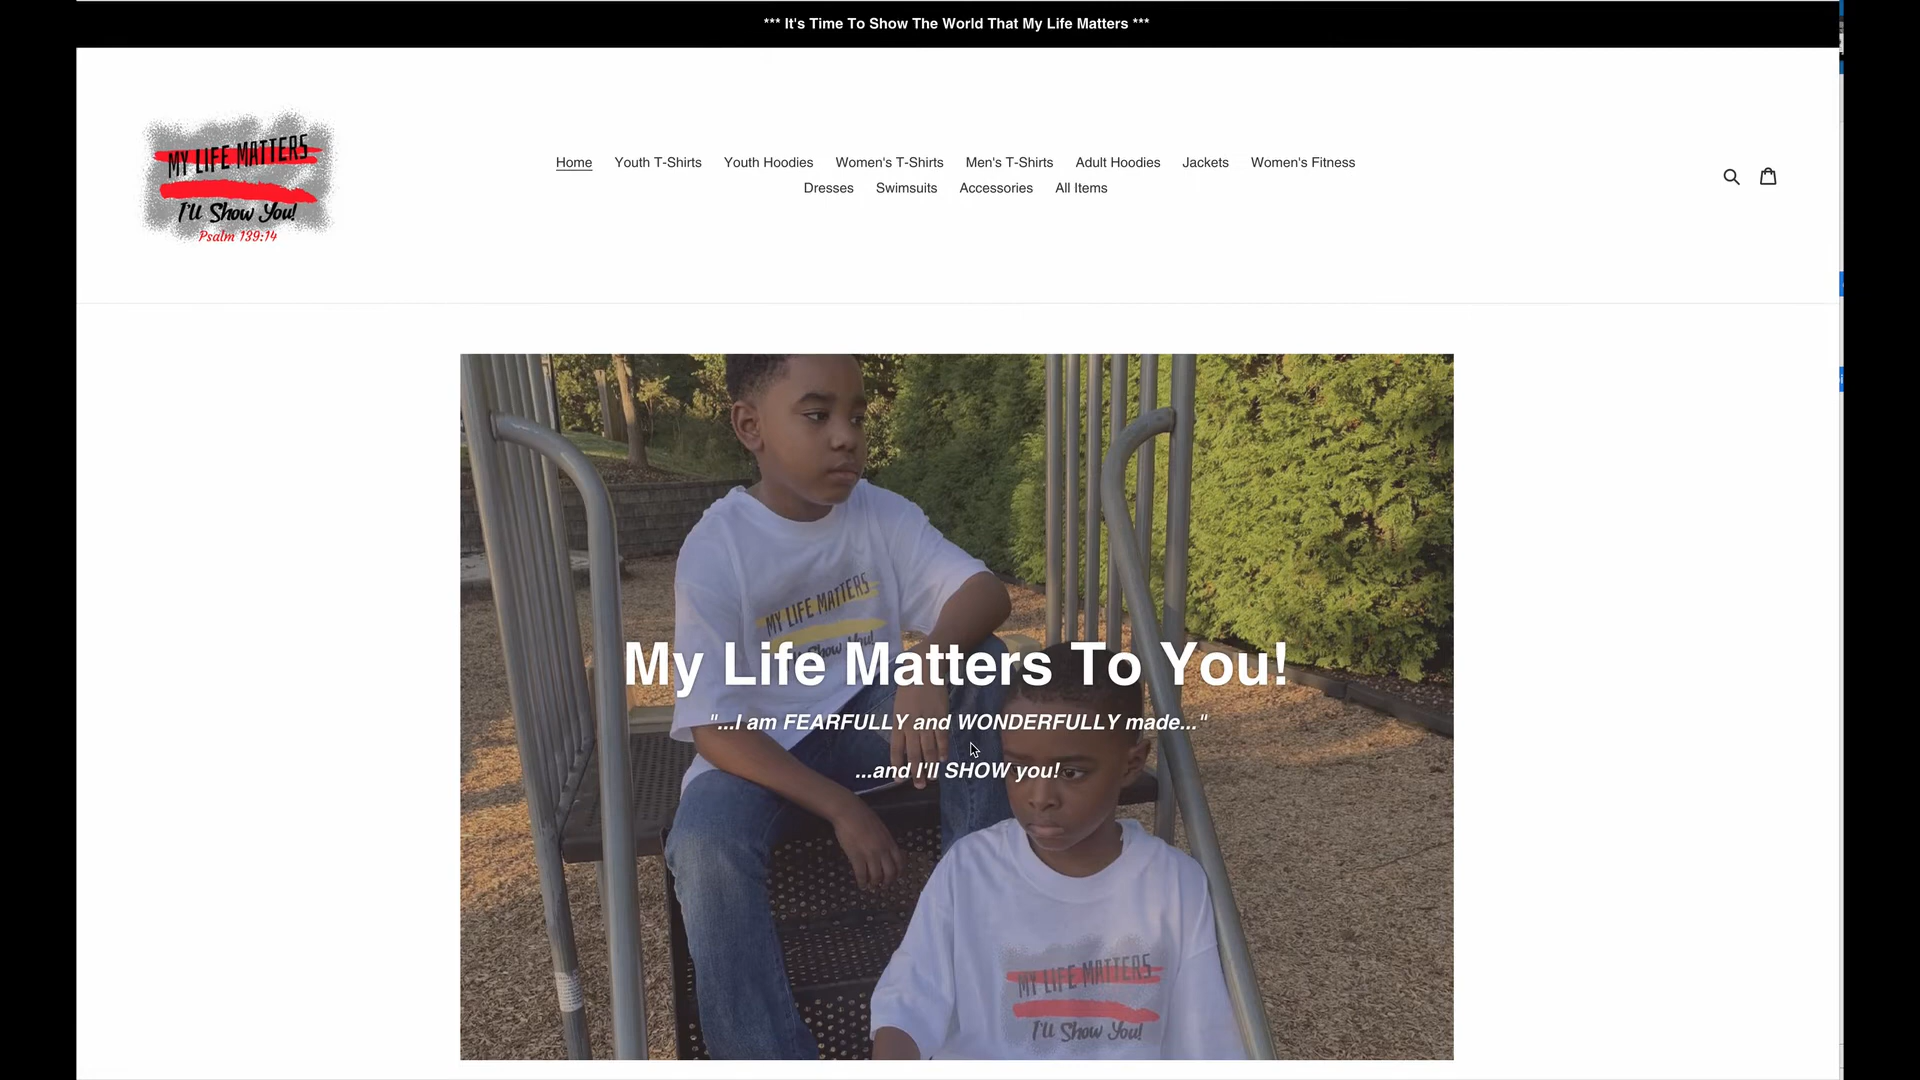 *** It's Time To Show The World That My Life Matters ***
MY LIFE MATTERS
I'll Show You!
Psalm 139:14
Home Youth T-Shirts Youth Hoodies Women's T-Shirts Men's T-Shirts Adult Hoodies Jackets Women's Fitness
Dresses Swimsuits Accessories All Items
MY LIFE MATTERS
Show You!
My Life Matters To You!
"...I am FEARFULLY and WONDERFULLY made..."
...and I'll SHOW you!
MY LIFE MATTERS
I'll Show You!